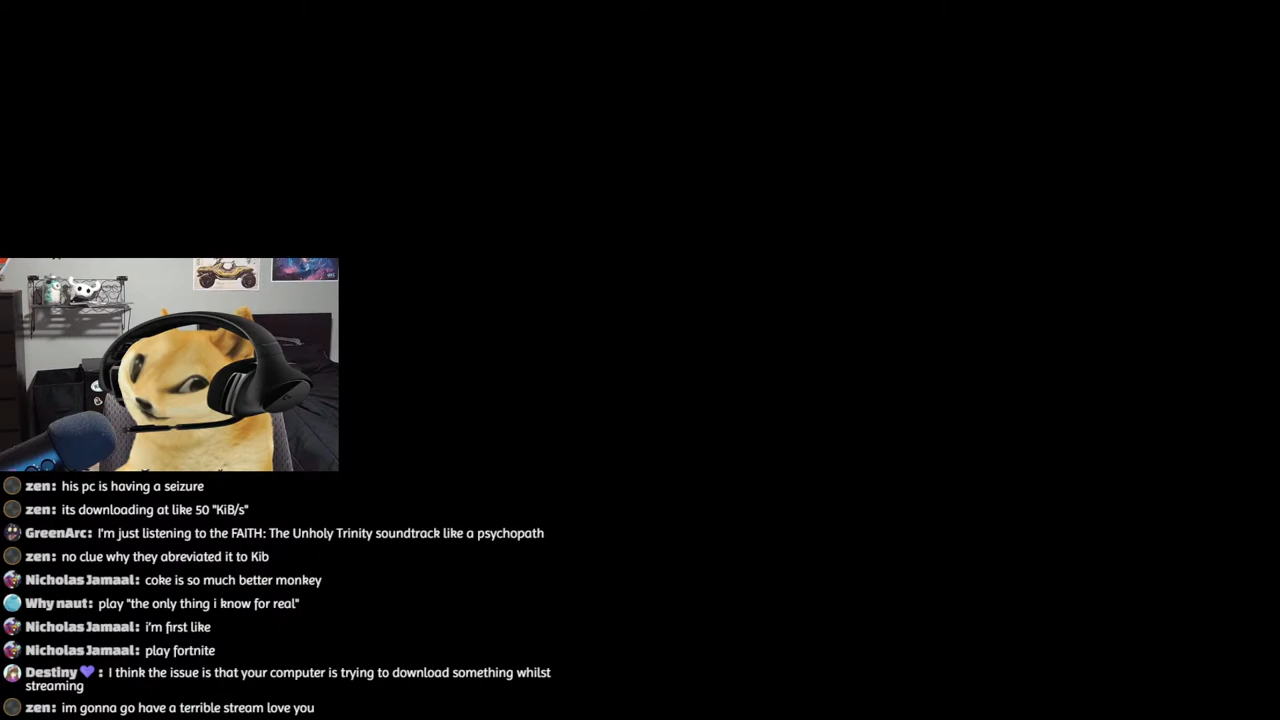 zen: his pc is having a seizure
zen: its downloading at like 50 "KiB/s"
GreenArc: I'm just listening to the FAITH: The Unholy Trinity soundtrack like a psychopath
zen: no clue why they abreviated it to Kib
Nicholas Jamaal: coke is so much better monkey
Why naut: play "the only thing i know for real"
Nicholas Jamaal: i'm first like
Nicholas Jamaal: play fortnite
Destiny 💜 : I think the issue is that your computer is trying to download something whilst
streaming
zen: im gonna go have a terrible stream love you